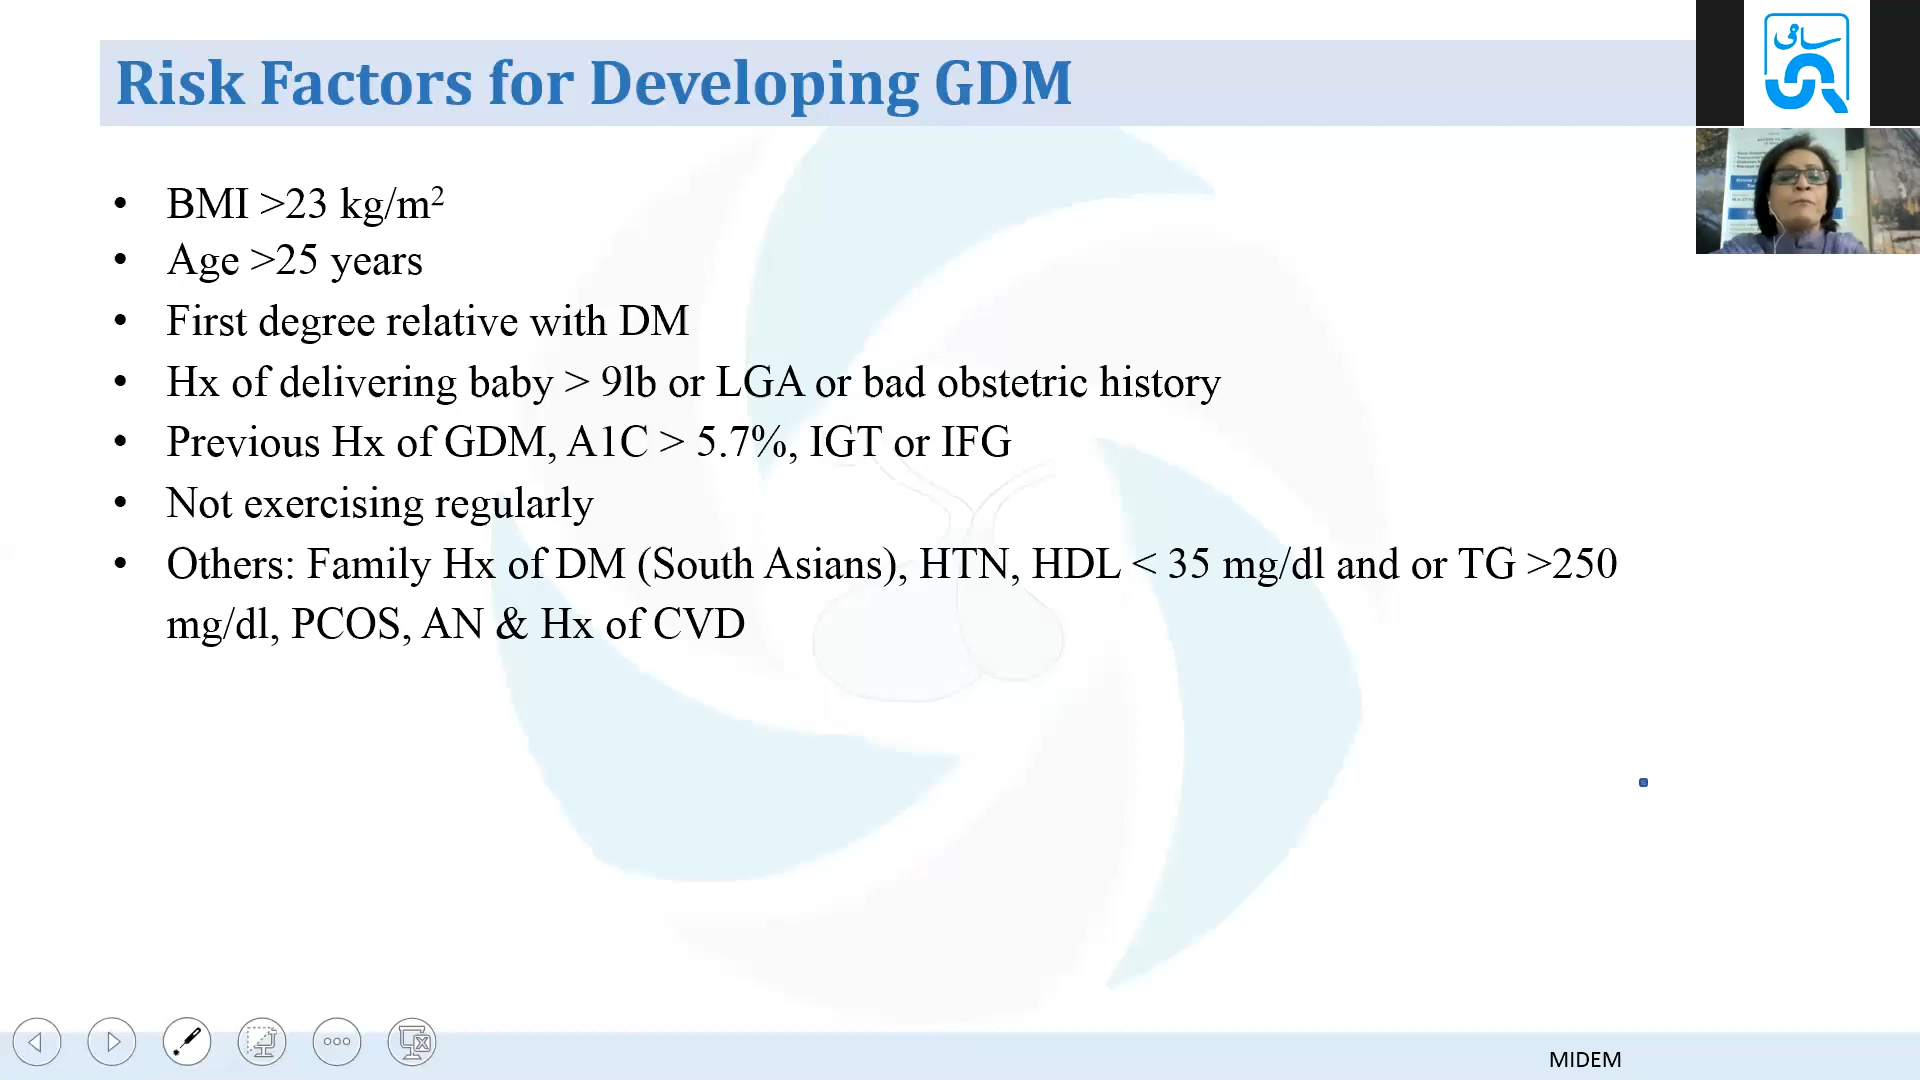 Risk Factors for Developing GDM
سامی
• BMI >23 kg/m²
• Age >25 years
• First degree relative with DM
• Hx of delivering baby > 9lb or LGA or bad obstetric history
• Previous Hx of GDM, A1C > 5.7%, IGT or IFG
• Not exercising regularly
• Others: Family Hx of DM (South Asians), HTN, HDL < 35 mg/dl and or TG >250
mg/dl, PCOS, AN & Hx of CVD
MIDEM